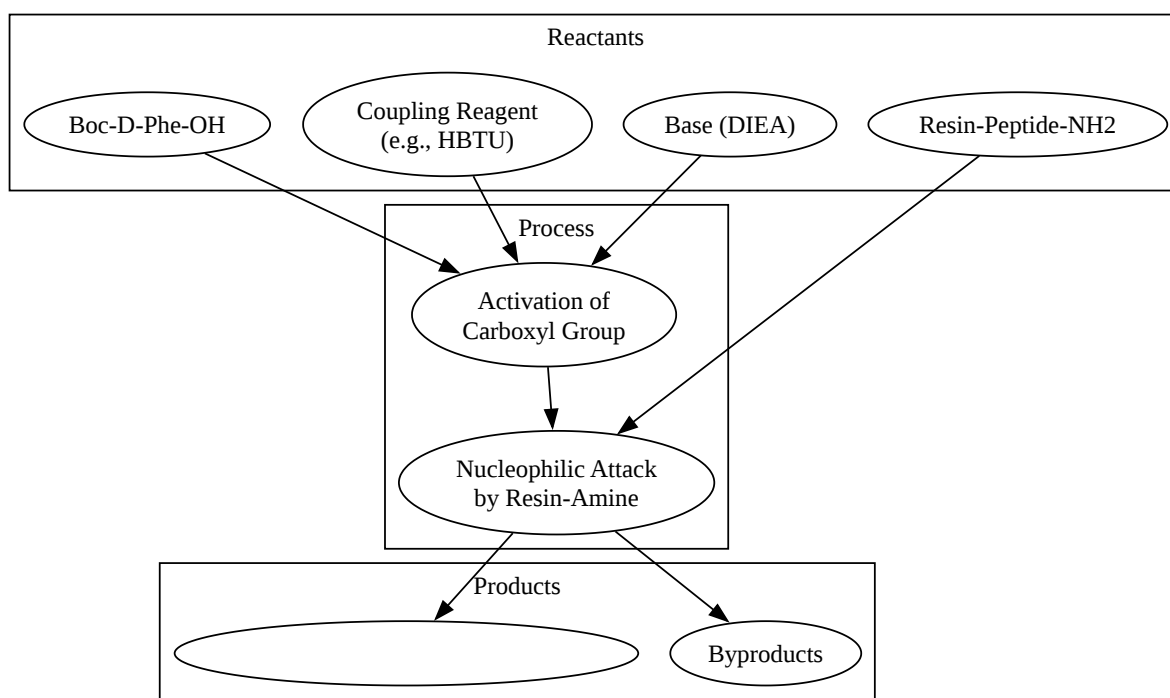 Reactants
Boc-D-Phe-OH
Coupling Reagent
(e.g., HBTU)
Base (DIEA)
Resin-Peptide-NH2
Process
Activation of
Carboxyl Group
Nucleophilic Attack
by Resin-Amine
Products
Byproducts